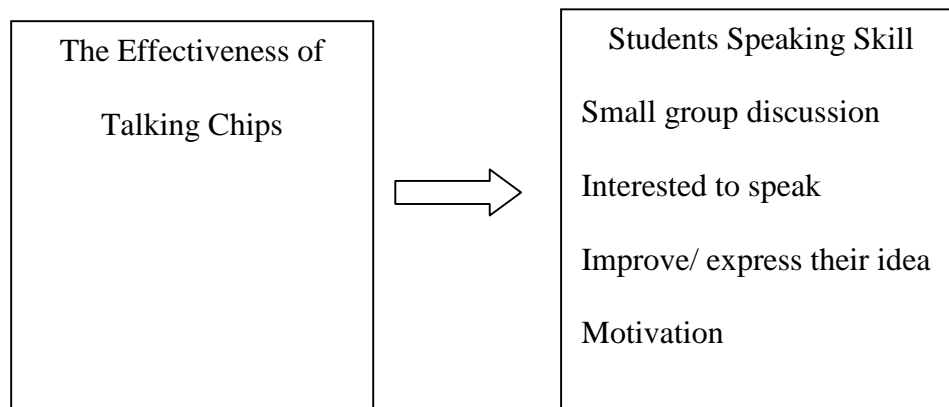 The Effectiveness of
Talking Chips
Students Speaking Skill
Small group discussion
Interested to speak
Improve/ express their idea
Motivation